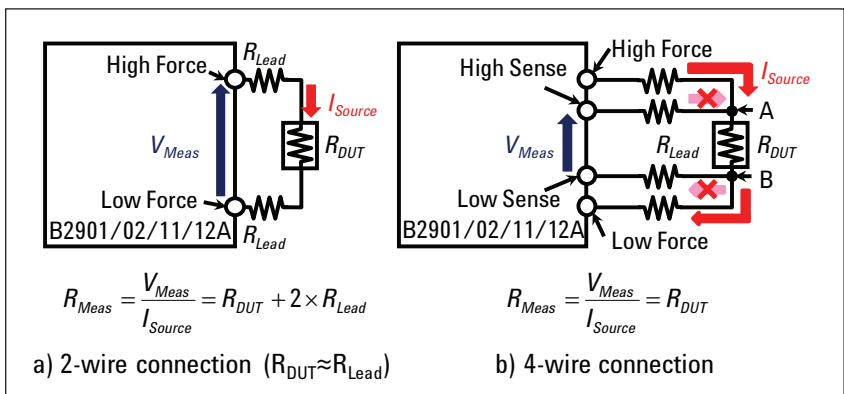 High Force
R_Lead
I_Source
V_Meas
R_DUT
Low Force
B2901/02/11/12A
R_Lead
R_Meas = V_Meas / I_Source = R_DUT + 2 × R_Lead
a) 2-wire connection (R_DUT≈R_Lead)
High Force
High Sense
I_Source
A
V_Meas
R_Lead
R_DUT
B
Low Sense
B2901/02/11/12A
Low Force
R_Meas = V_Meas / I_Source = R_DUT
b) 4-wire connection